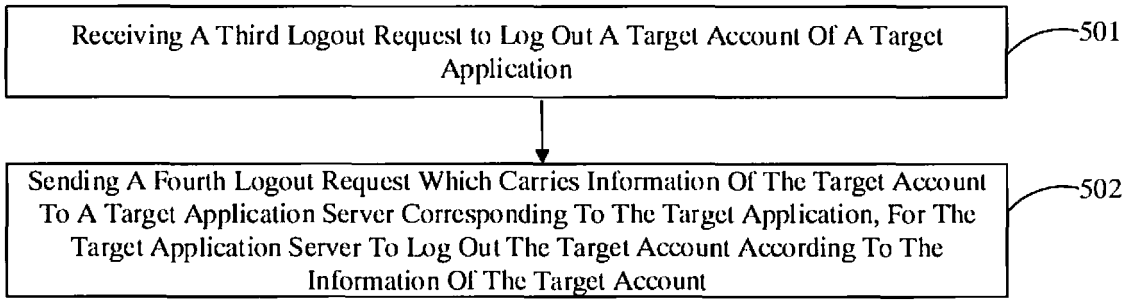 Receiving A Third Logout Request to Log Out A Target Account Of A Target
Application
501
Sending A Fourth Logout Request Which Carries Information Of The Target Account
To A Target Application Server Corresponding To The Target Application, For The
Target Application Server To Log Out The Target Account According To The
Information Of The Target Account
502